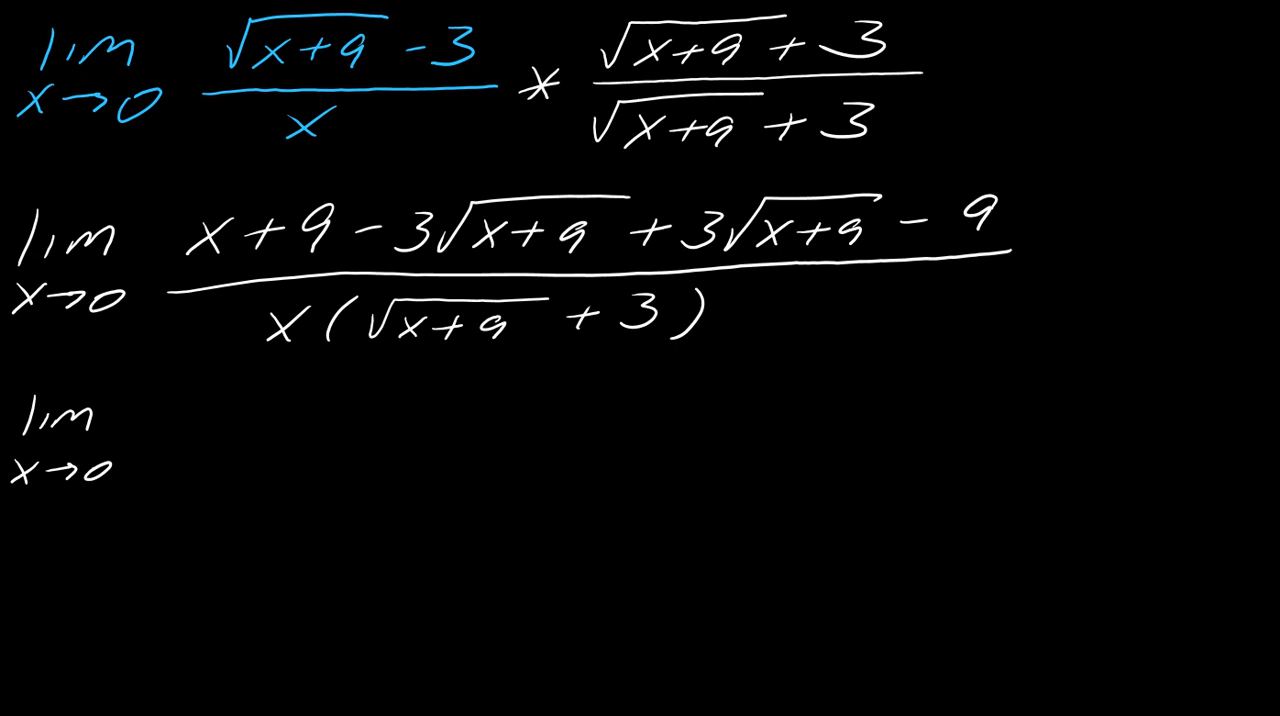 lim x→0 (√(x+9) - 3)/x * (√(x+9) + 3)/(√(x+9) + 3)
lim x→0 (x + 9 - 3√(x+9) + 3√(x+9) - 9)/(x(√(x+9) + 3))
lim x→0